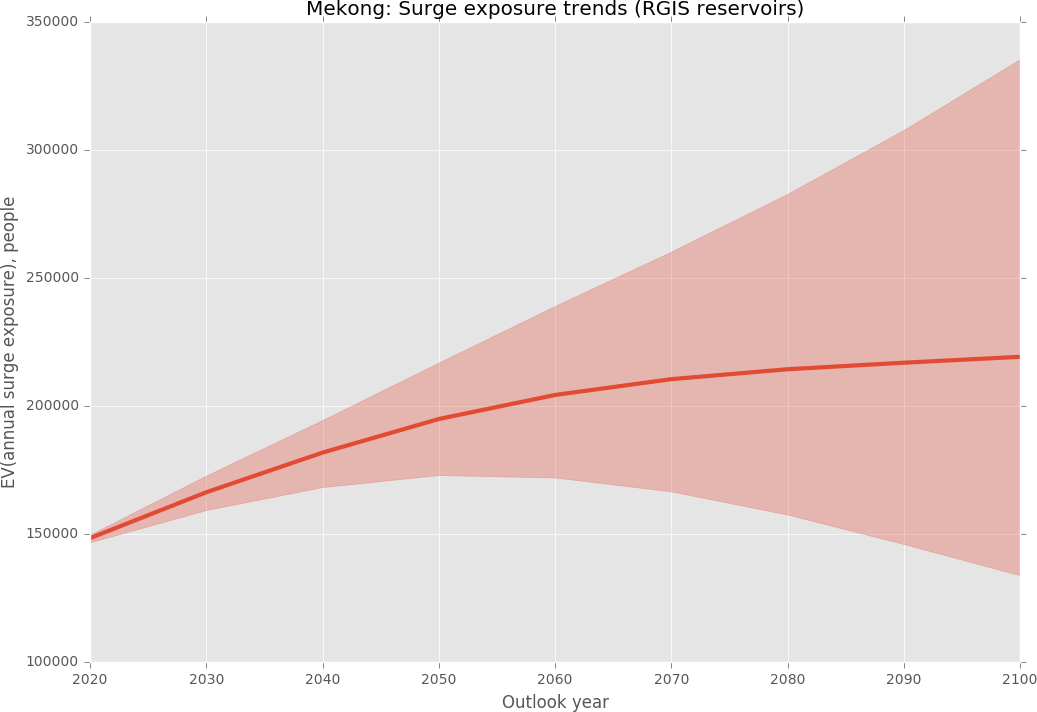 Mekong: Surge exposure trends (RGIS reservoirs)
EV(annual surge exposure), people
350000
300000
250000
200000
150000
100000
2020 2030 2040 2050 2060 2070 2080 2090 2100
Outlook year